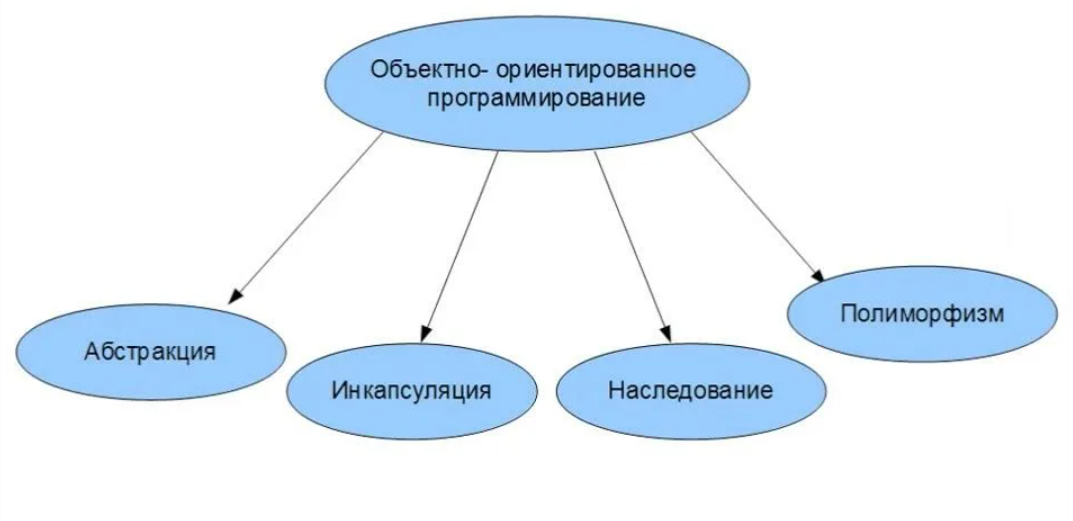 Объектно- ориентированное
программирование
Абстракция
Инкапсуляция
Наследование
Полиморфизм